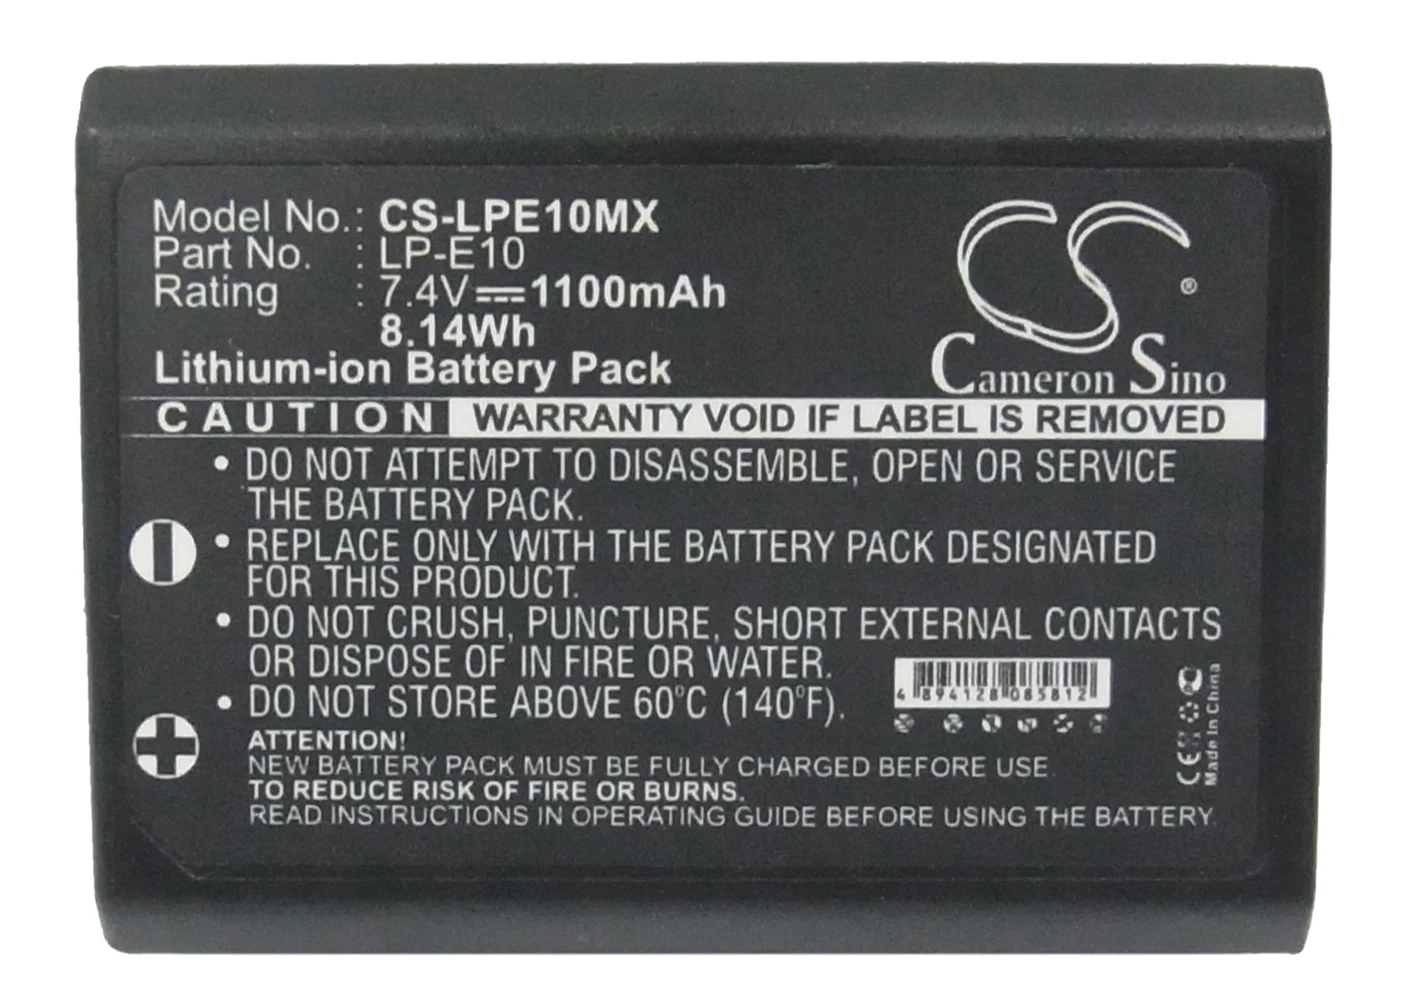 Model No.: CS-LPE10MX
Part No. : LP-E10
Rating : 7.4V⎓1100mAh
8.14Wh
Lithium-ion Battery Pack
CS ®
Cameron Sino
CAUTION WARRANTY VOID IF LABEL IS REMOVED
• DO NOT ATTEMPT TO DISASSEMBLE, OPEN OR SERVICE
THE BATTERY PACK.
• REPLACE ONLY WITH THE BATTERY PACK DESIGNATED
FOR THIS PRODUCT.
• DO NOT CRUSH, PUNCTURE, SHORT EXTERNAL CONTACTS
OR DISPOSE OF IN FIRE OR WATER.
• DO NOT STORE ABOVE 60°C (140°F).
4 894128 085812
ATTENTION!
NEW BATTERY PACK MUST BE FULLY CHARGED BEFORE USE.
TO REDUCE RISK OF FIRE OR BURNS.
READ INSTRUCTIONS IN OPERATING GUIDE BEFORE USING THE BATTERY.
CE
Made In China